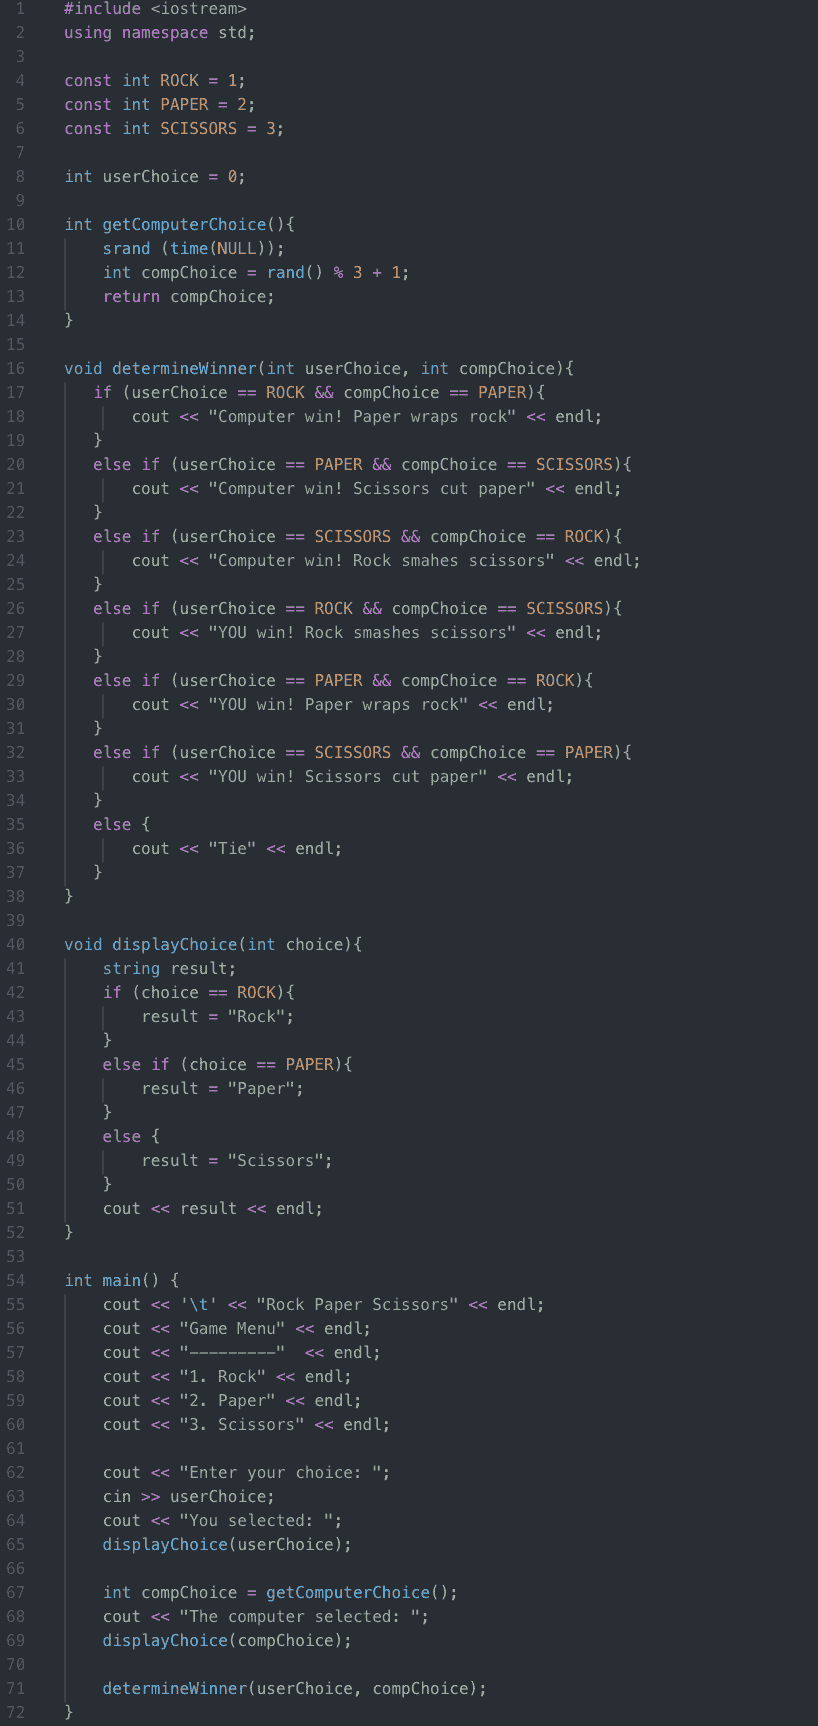 1 #include <iostream>
2 using namespace std;
3
4 const int ROCK = 1;
5 const int PAPER = 2;
6 const int SCISSORS = 3;
7
8 int userChoice = 0;
9
10 int getComputerChoice(){
11     srand (time(NULL));
12     int compChoice = rand() % 3 + 1;
13     return compChoice;
14 }
15
16 void determineWinner(int userChoice, int compChoice){
17    if (userChoice == ROCK && compChoice == PAPER){
18        cout << "Computer win! Paper wraps rock" << endl;
19    }
20    else if (userChoice == PAPER && compChoice == SCISSORS){
21        cout << "Computer win! Scissors cut paper" << endl;
22    }
23    else if (userChoice == SCISSORS && compChoice == ROCK){
24        cout << "Computer win! Rock smahes scissors" << endl;
25    }
26    else if (userChoice == ROCK && compChoice == SCISSORS){
27        cout << "YOU win! Rock smashes scissors" << endl;
28    }
29    else if (userChoice == PAPER && compChoice == ROCK){
30        cout << "YOU win! Paper wraps rock" << endl;
31    }
32    else if (userChoice == SCISSORS && compChoice == PAPER){
33        cout << "YOU win! Scissors cut paper" << endl;
34    }
35    else {
36        cout << "Tie" << endl;
37    }
38 }
39
40 void displayChoice(int choice){
41     string result;
42     if (choice == ROCK){
43         result = "Rock";
44     }
45     else if (choice == PAPER){
46         result = "Paper";
47     }
48     else {
49         result = "Scissors";
50     }
51     cout << result << endl;
52 }
53
54 int main() {
55     cout << '\t' << "Rock Paper Scissors" << endl;
56     cout << "Game Menu" << endl;
57     cout << "---------"  << endl;
58     cout << "1. Rock" << endl;
59     cout << "2. Paper" << endl;
60     cout << "3. Scissors" << endl;
61
62     cout << "Enter your choice: ";
63     cin >> userChoice;
64     cout << "You selected: ";
65     displayChoice(userChoice);
66
67     int compChoice = getComputerChoice();
68     cout << "The computer selected: ";
69     displayChoice(compChoice);
70
71     determineWinner(userChoice, compChoice);
72 }